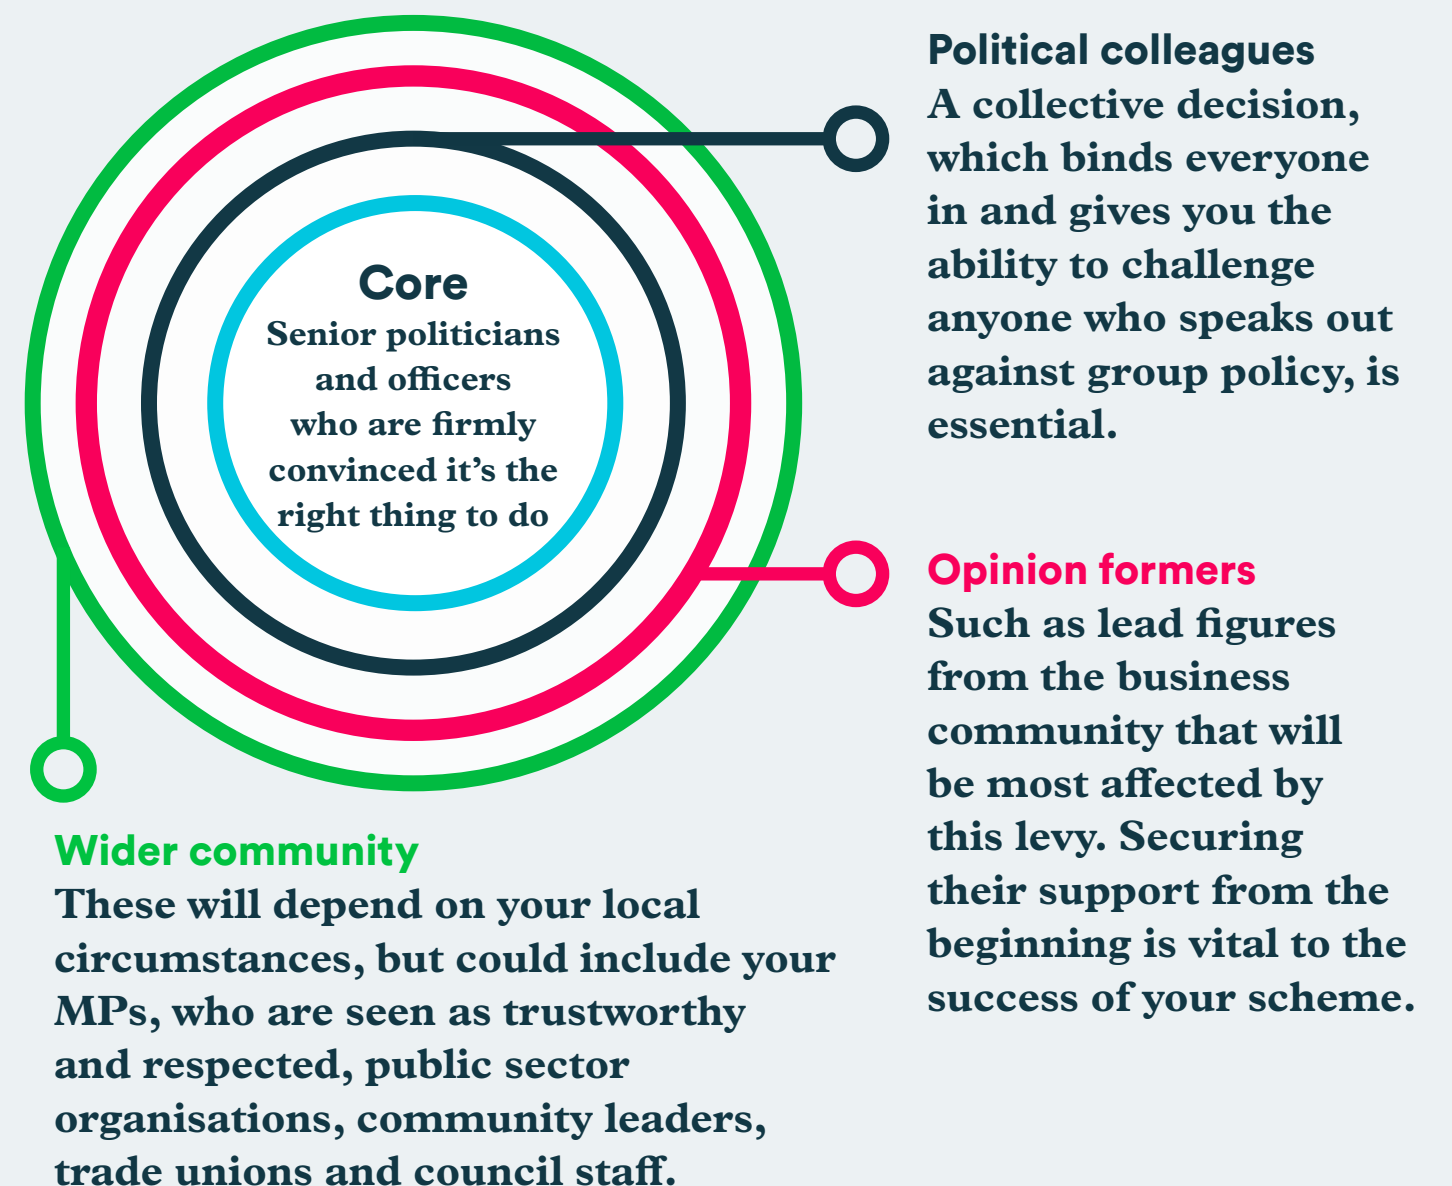 Core
Senior politicians
and officers
who are firmly
convinced it’s the
right thing to do
Political colleagues
A collective decision,
which binds everyone
in and gives you the
ability to challenge
anyone who speaks out
against group policy, is
essential.
Opinion formers
Such as lead figures
from the business
community that will
be most affected by
this levy. Securing
their support from the
beginning is vital to the
success of your scheme.
Wider community
These will depend on your local
circumstances, but could include your
MPs, who are seen as trustworthy
and respected, public sector
organisations, community leaders,
trade unions and council staff.